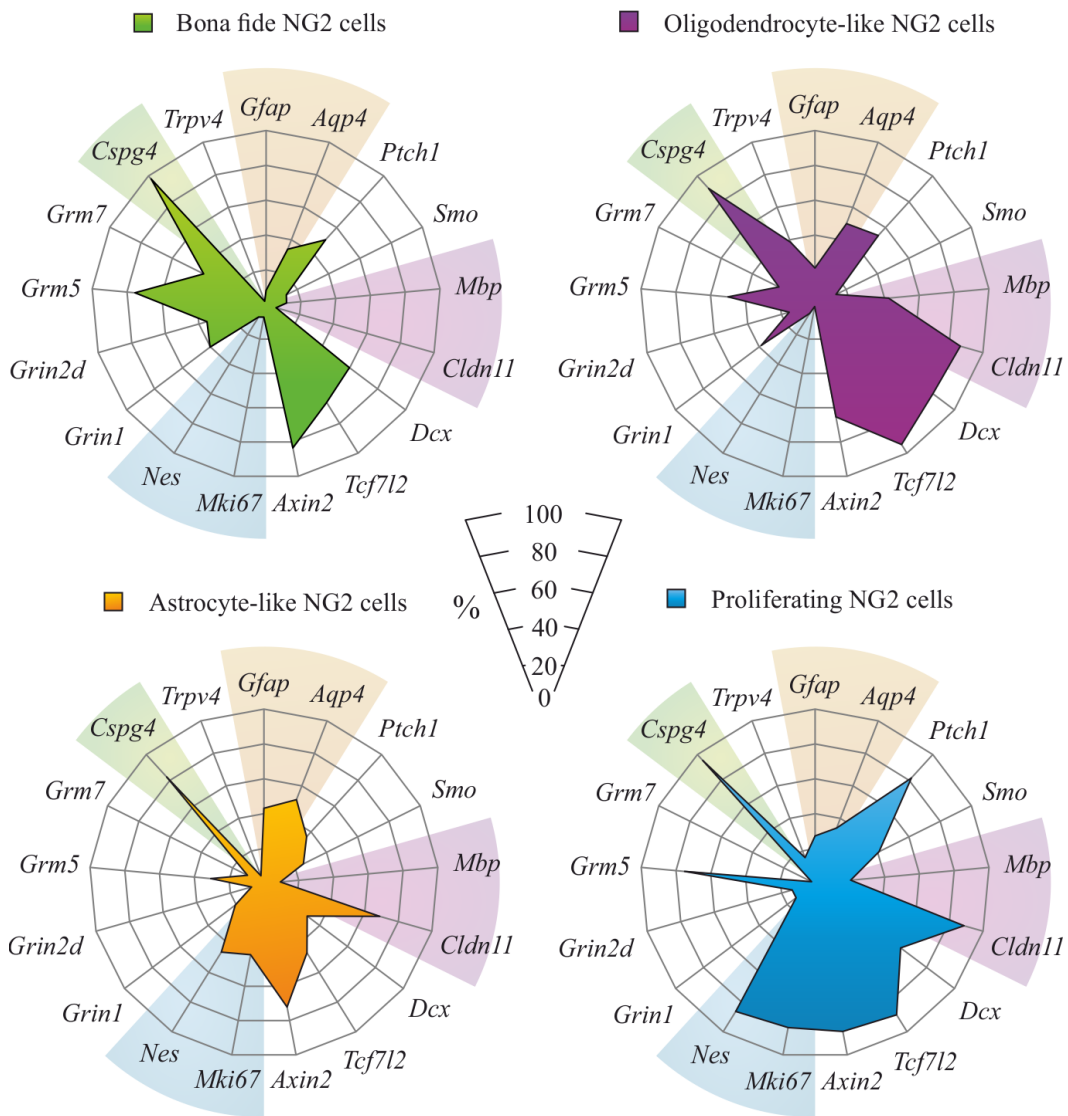 Bona fide NG2 cells
Oligodendrocyte-like NG2 cells
Gfap
Aqp4
Ptch1
Smo
Mbp
Cldn11
Dcx
Tcf7l2
Axin2
Mki67
Nes
Grin1
Grin2d
Grm5
Grm7
Cspg4
Trpv4
Gfap
Aqp4
Ptch1
Smo
Mbp
Cldn11
Dcx
Tcf7l2
Axin2
Mki67
Nes
Grin1
Grin2d
Grm5
Grm7
Cspg4
Trpv4
100
80
60
40
20
0
%
Astrocyte-like NG2 cells
Proliferating NG2 cells
Gfap
Aqp4
Ptch1
Smo
Mbp
Cldn11
Dcx
Tcf7l2
Axin2
Mki67
Nes
Grin1
Grin2d
Grm5
Grm7
Cspg4
Trpv4
Gfap
Aqp4
Ptch1
Smo
Mbp
Cldn11
Dcx
Tcf7l2
Axin2
Mki67
Nes
Grin1
Grin2d
Grm5
Grm7
Cspg4
Trpv4